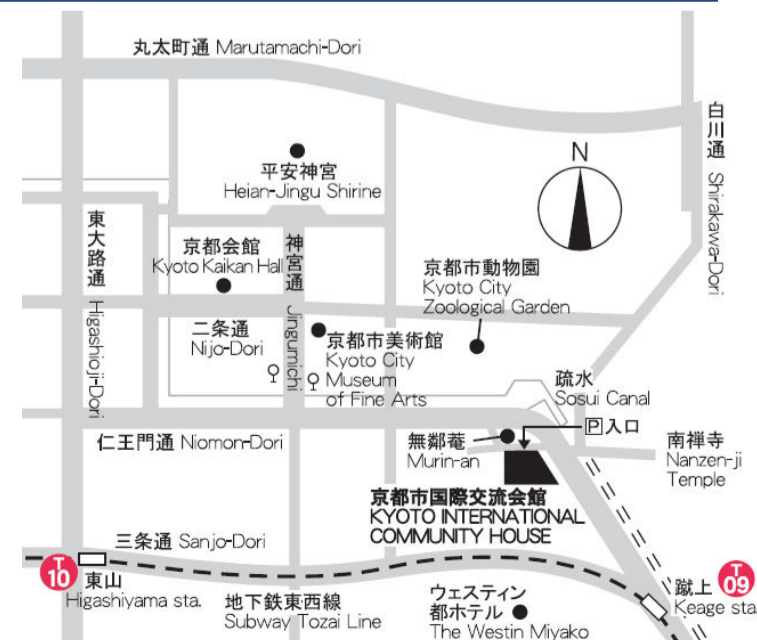 丸太町通 Marutamachi-Dori
白川通 Shirakawa-Dori
N
平安神宮
Heian-Jingu Shirine
東大路通 Higashioji-Dori
京都会館
Kyoto Kaikan Hall
神宮通 Jingumichi
京都市動物園
Kyoto City
Zoological Garden
二条通
Nijo-Dori
京都市美術館
Kyoto City
Museum
of Fine Arts
疏水
Sosui Canal
P入口
仁王門通 Niomon-Dori
無鄰菴
Murin-an
南禅寺
Nanzen-ji
Temple
京都市国際交流会館
KYOTO INTERNATIONAL
COMMUNITY HOUSE
三条通 Sanjo-Dori
T
10
東山
Higashiyama sta.
地下鉄東西線
Subway Tozai Line
ウェスティン
都ホテル
The Westin Miyako
蹴上
Keage sta
T
09